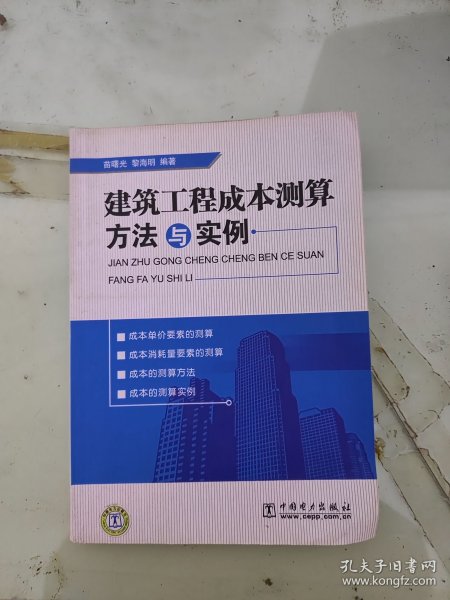 苗曙光 黎海明 编著
建筑工程成本测算
方法与实例
JIAN ZHU GONG CHENG CHENG BEN CE SUAN
FANG FA YU SHI LI
成本单价要素的测算
成本消耗量要素的测算
成本的测算方法
成本的测算实例
中国电力出版社
www.cepp.com.cn
孔夫子旧书网
www.kongfz.com